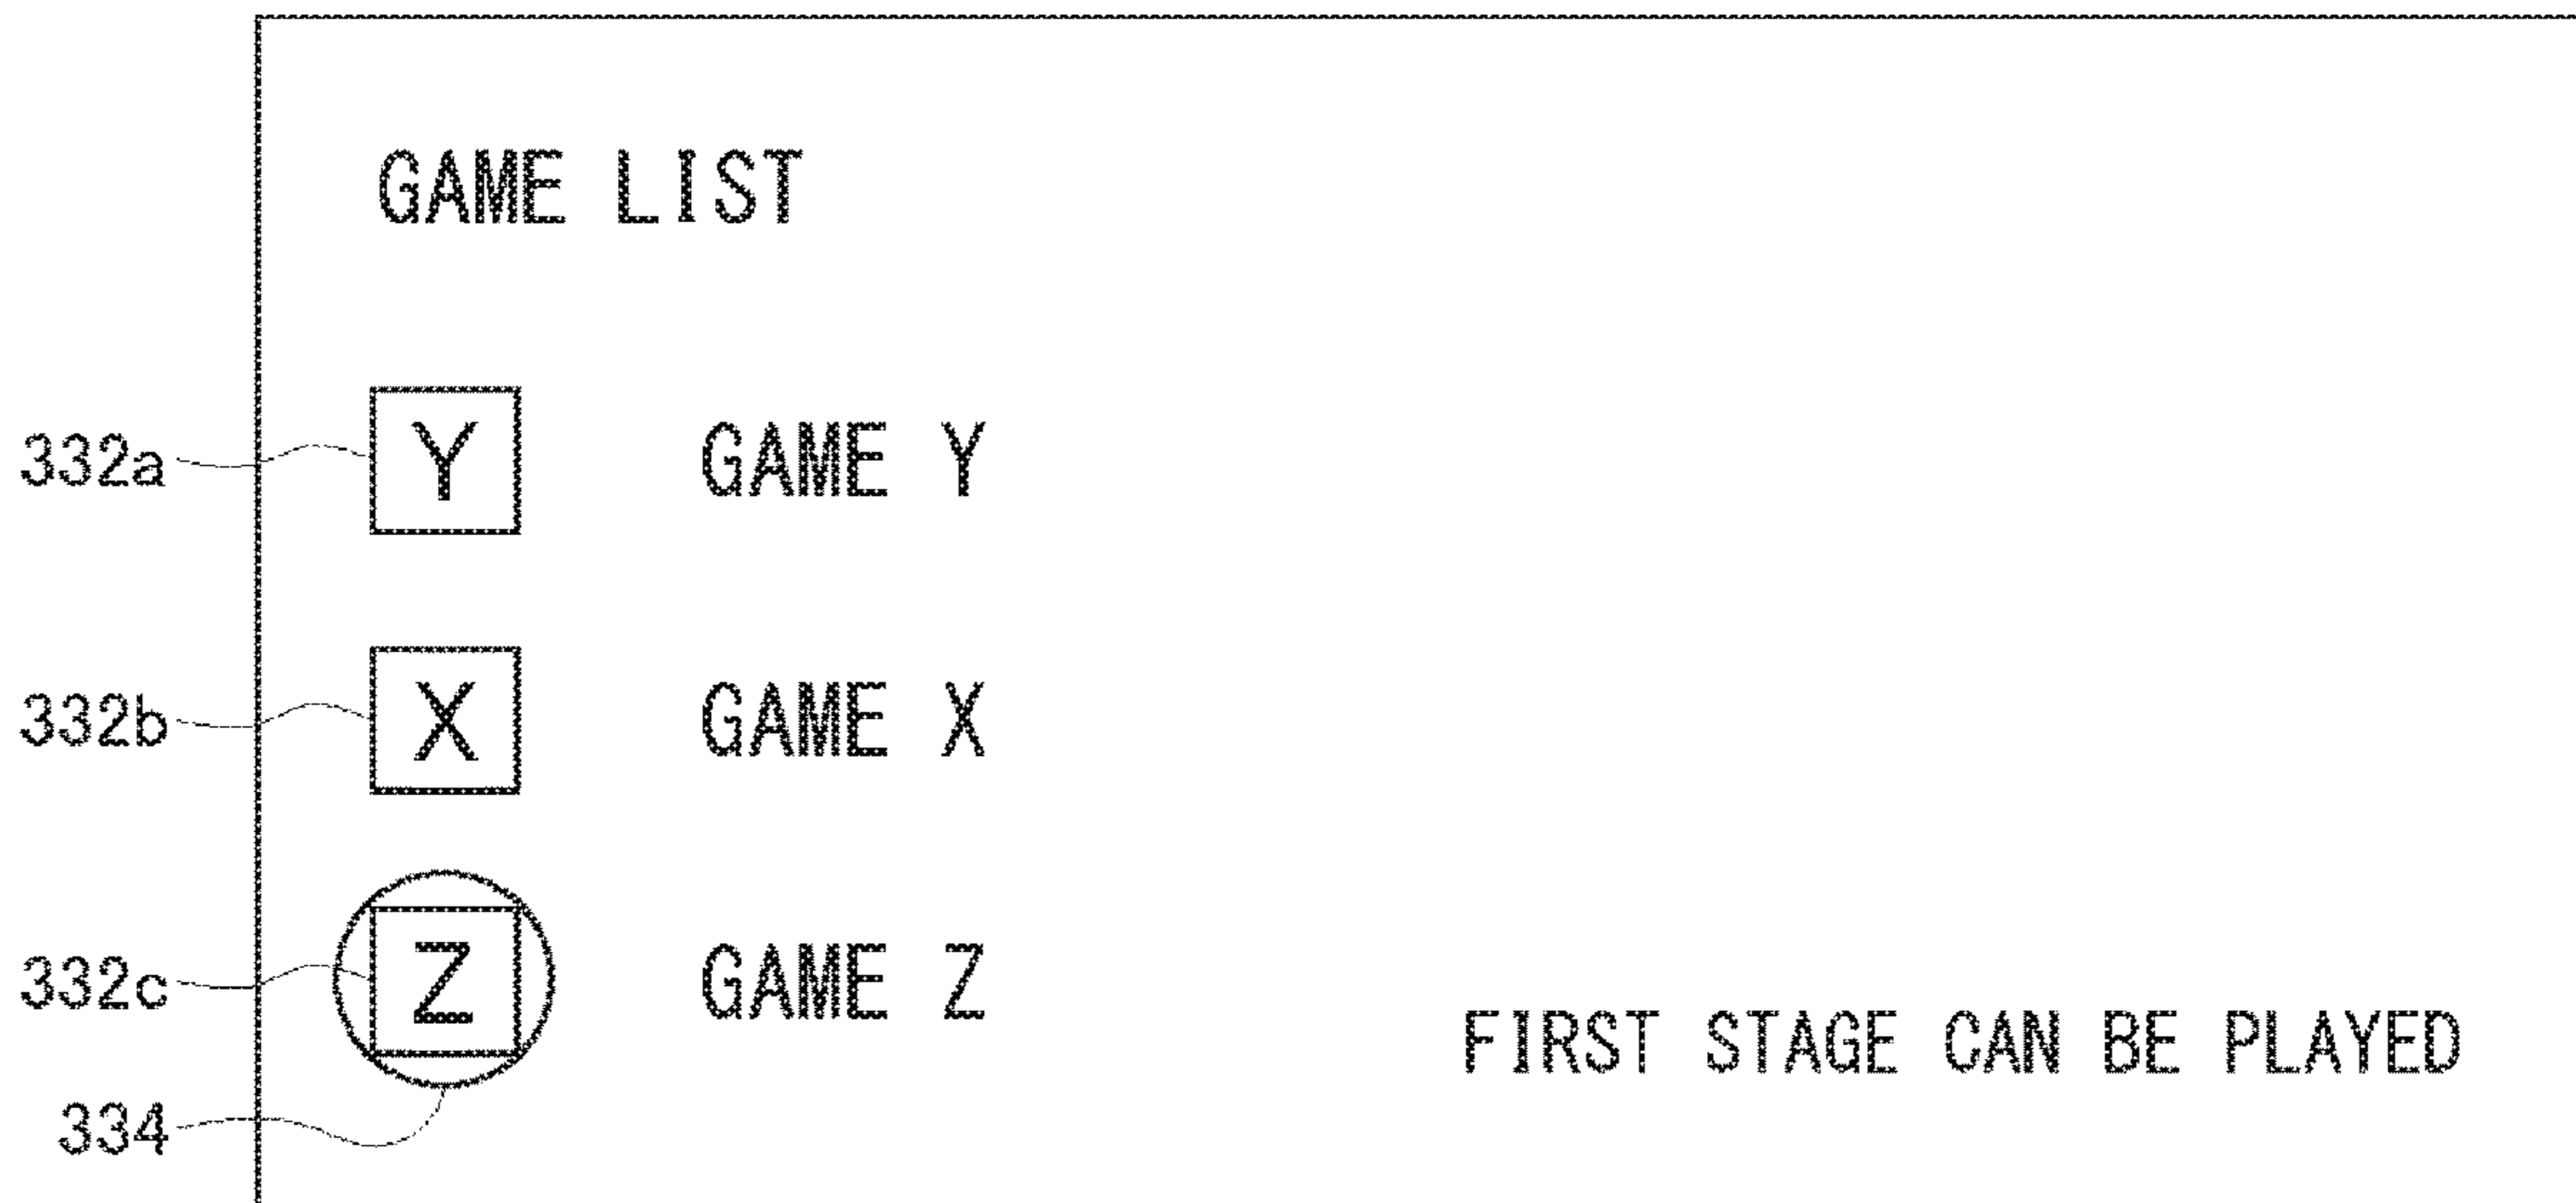 GAME LIST
332a Y GAME Y
332b X GAME X
332c Z GAME Z
FIRST STAGE CAN BE PLAYED
334